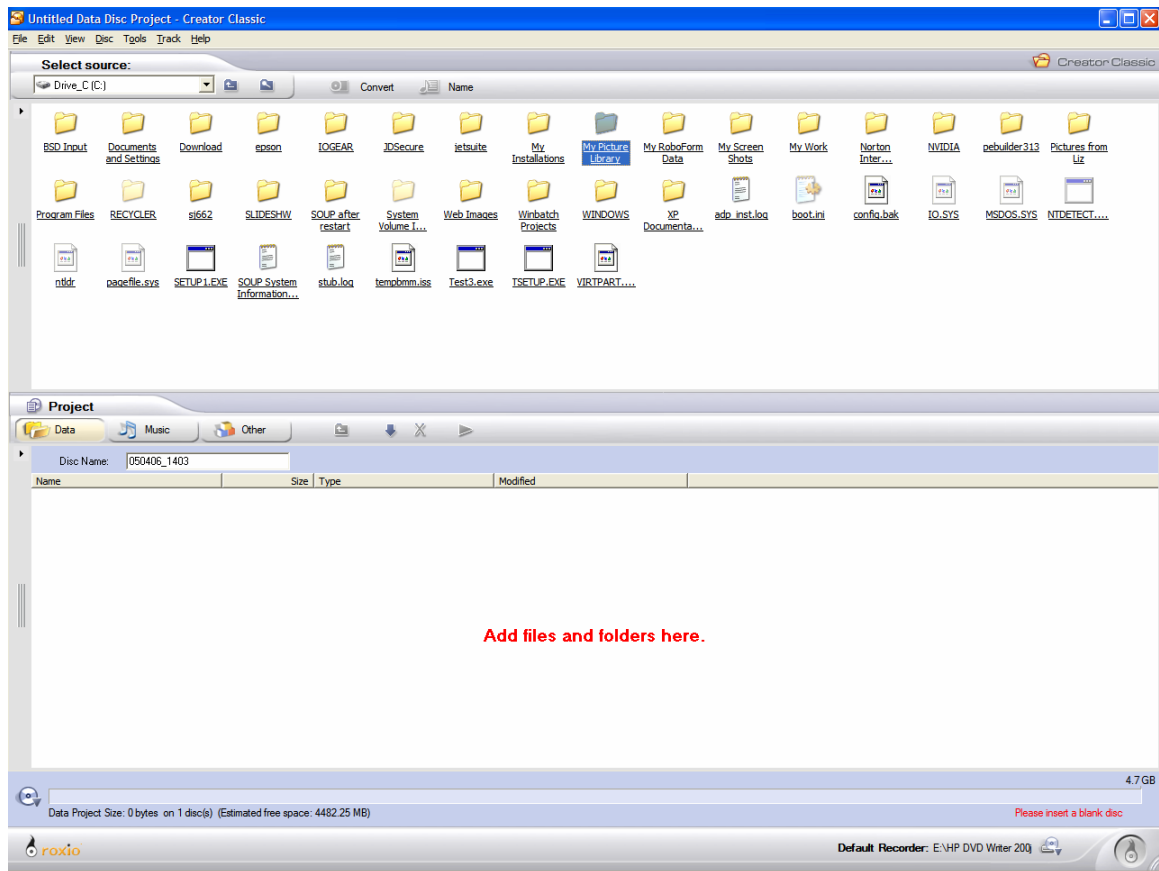 Untitled Data Disc Project - Creator Classic
File Edit View Disc Tools Track Help
Select source:
Creator Classic
Drive_C (C:)
Convert
Name
BSD Input
Documents and Settings
Download
epson
IOGEAR
JDSecure
jetsuite
My Installations
My Picture Library
My RoboForm Data
My Screen Shots
My Work
Norton Inter...
NVIDIA
pebuilder313
Pictures from Liz
Program Files
RECYCLER
sj662
SLIDESHW
SOUP after restart
System Volume I...
Web Images
Winbatch Projects
WINDOWS
XP Documenta...
adp_inst.log
boot.ini
config.bak
IO.SYS
MSDOS.SYS
NTDETECT....
ntldr
pagefile.sys
SETUP1.EXE
SOUP System Information...
stub.log
tempbmm.iss
Test3.exe
TSETUP.EXE
VIRTPART....
Project
Data
Music
Other
Disc Name: 050406_1403
Name Size Type Modified
Add files and folders here.
4.7 GB
Data Project Size: 0 bytes on 1 disc(s) (Estimated free space: 4482.25 MB)
Please insert a blank disc
roxio
Default Recorder: E:\HP DVD Writer 200j